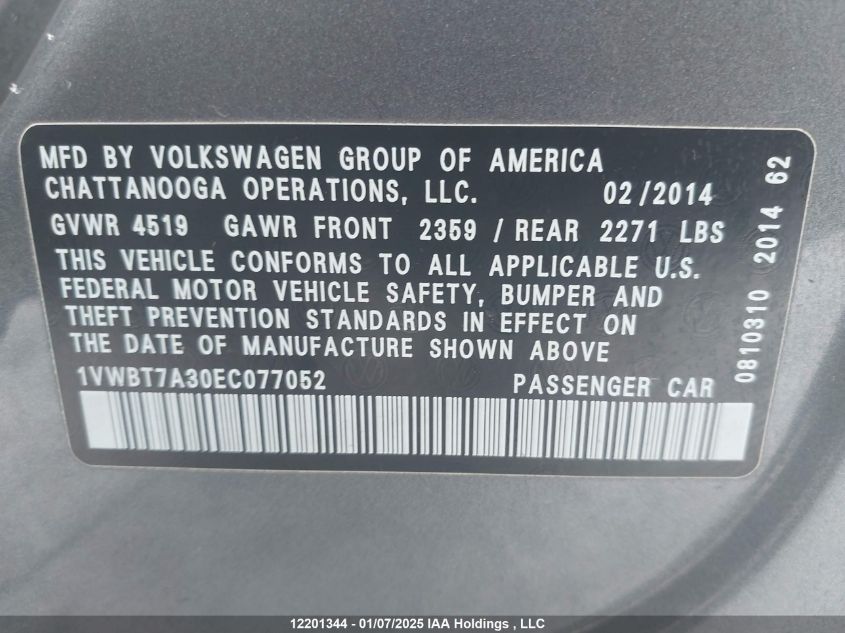 MFD BY VOLKSWAGEN GROUP OF AMERICA
CHATTANOOGA OPERATIONS, LLC. 02/2014
GVWR 4519 GAWR FRONT 2359 / REAR 2271 LBS
THIS VEHICLE CONFORMS TO ALL APPLICABLE U.S.
FEDERAL MOTOR VEHICLE SAFETY, BUMPER AND
THEFT PREVENTION STANDARDS IN EFFECT ON
THE DATE OF MANUFACTURE SHOWN ABOVE
1VWBT7A30EC077052 PASSENGER CAR
0810310 2014 62
12201344 - 01/07/2025 IAA Holdings , LLC